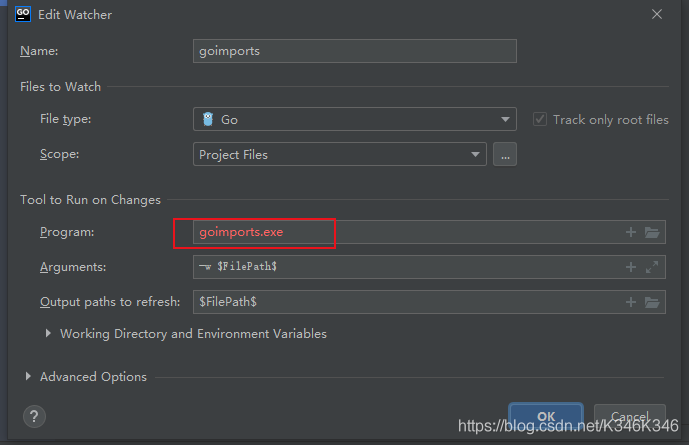 GO Edit Watcher
Name: goimports
Files to Watch
File type: Go Track only root files
Scope: Project Files ...
Tool to Run on Changes
Program: goimports.exe
Arguments: -w $FilePath$
Output paths to refresh: $FilePath$
Working Directory and Environment Variables
Advanced Options
? OK Cancel
https://blog.csdn.net/K346K346